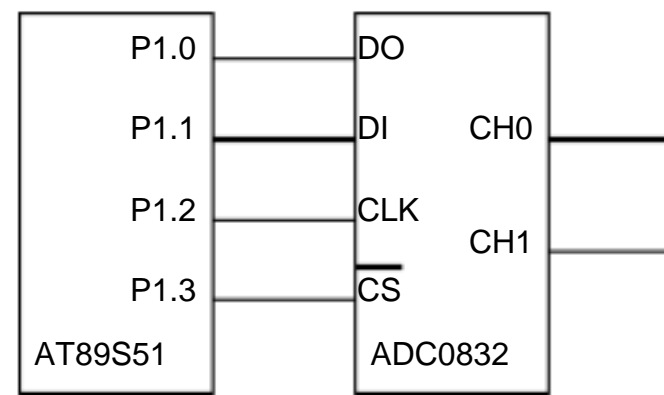 P1.0 DO
P1.1 DI CH0
P1.2 CLK
CH1
P1.3 CS
AT89S51 ADC0832